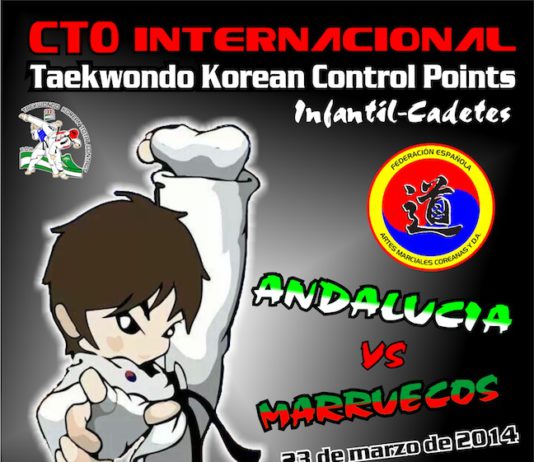 CTO INTERNACIONAL
Taekwondo Korean Control Points
Infantíl-Cadetes
FEDERACIÓN ESPAÑOLA
道
ARTES MARCIALES COREANAS Y D.A.
ANDALUCIA
VS
MARRUECOS
23 de marzo de 2014